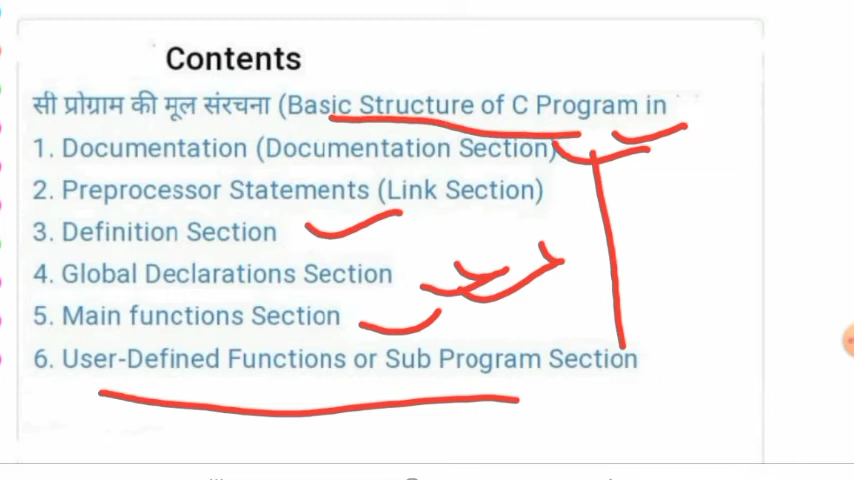 Contents
सी प्रोग्राम की मूल संरचना (Basic Structure of C Program in
1. Documentation (Documentation Section)
2. Preprocessor Statements (Link Section)
3. Definition Section
4. Global Declarations Section
5. Main functions Section
6. User-Defined Functions or Sub Program Section